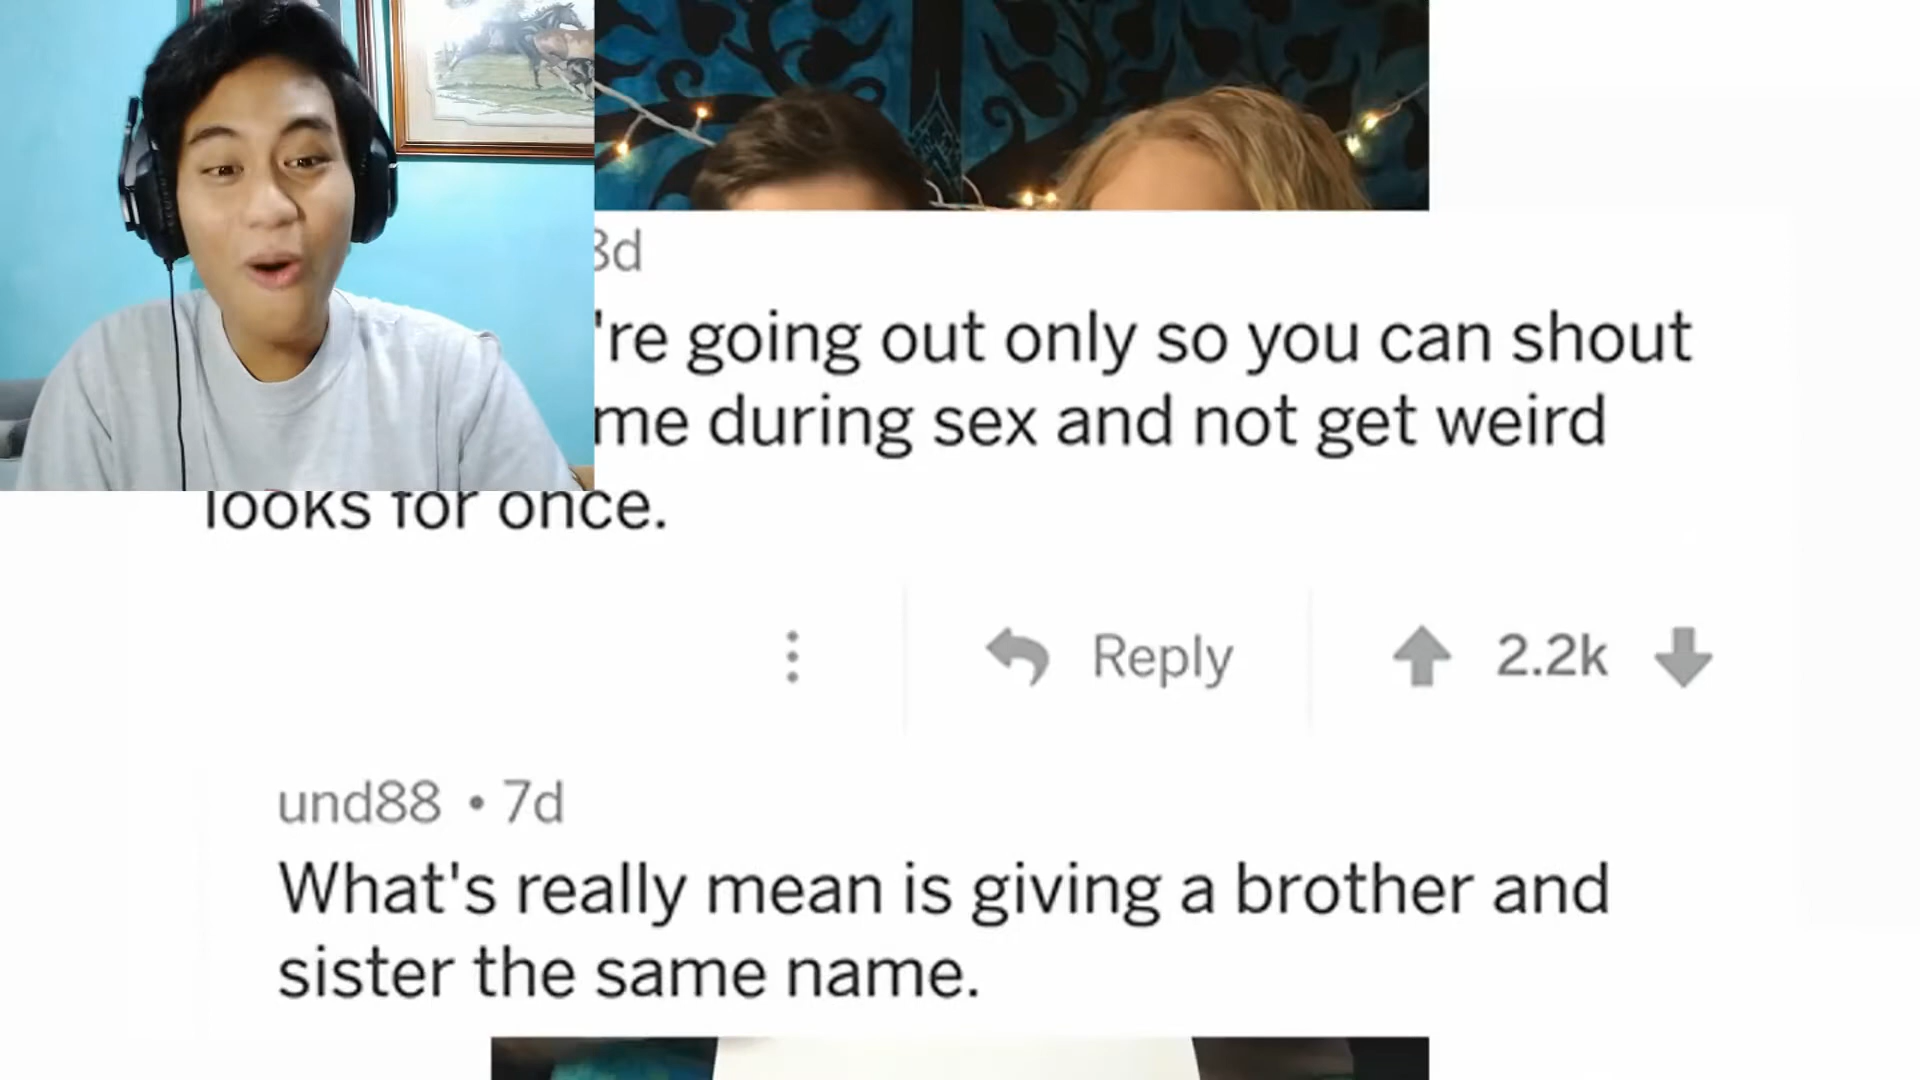 3d
're going out only so you can shout
me during sex and not get weird
looks for once.
Reply 2.2k
und88 • 7d
What's really mean is giving a brother and
sister the same name.